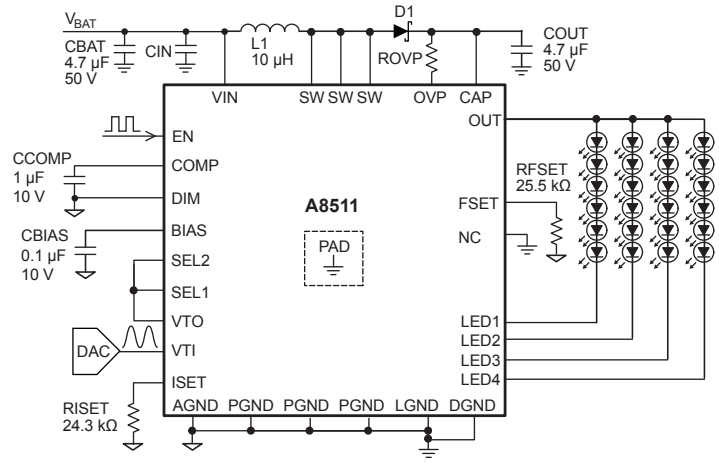 V_BAT
CBAT
4.7 µF
50 V
CIN
L1
10 µH
D1
ROVP
COUT
4.7 µF
50 V
VIN
SW SW SW
OVP
CAP
OUT
EN
CCOMP
1 µF
10 V
COMP
DIM
CBIAS
0.1 µF
10 V
BIAS
SEL2
SEL1
VTO
DAC
VTI
ISET
RISET
24.3 kΩ
A8511
PAD
RFSET
25.5 kΩ
FSET
NC
LED1
LED2
LED3
LED4
AGND PGND PGND PGND LGND DGND